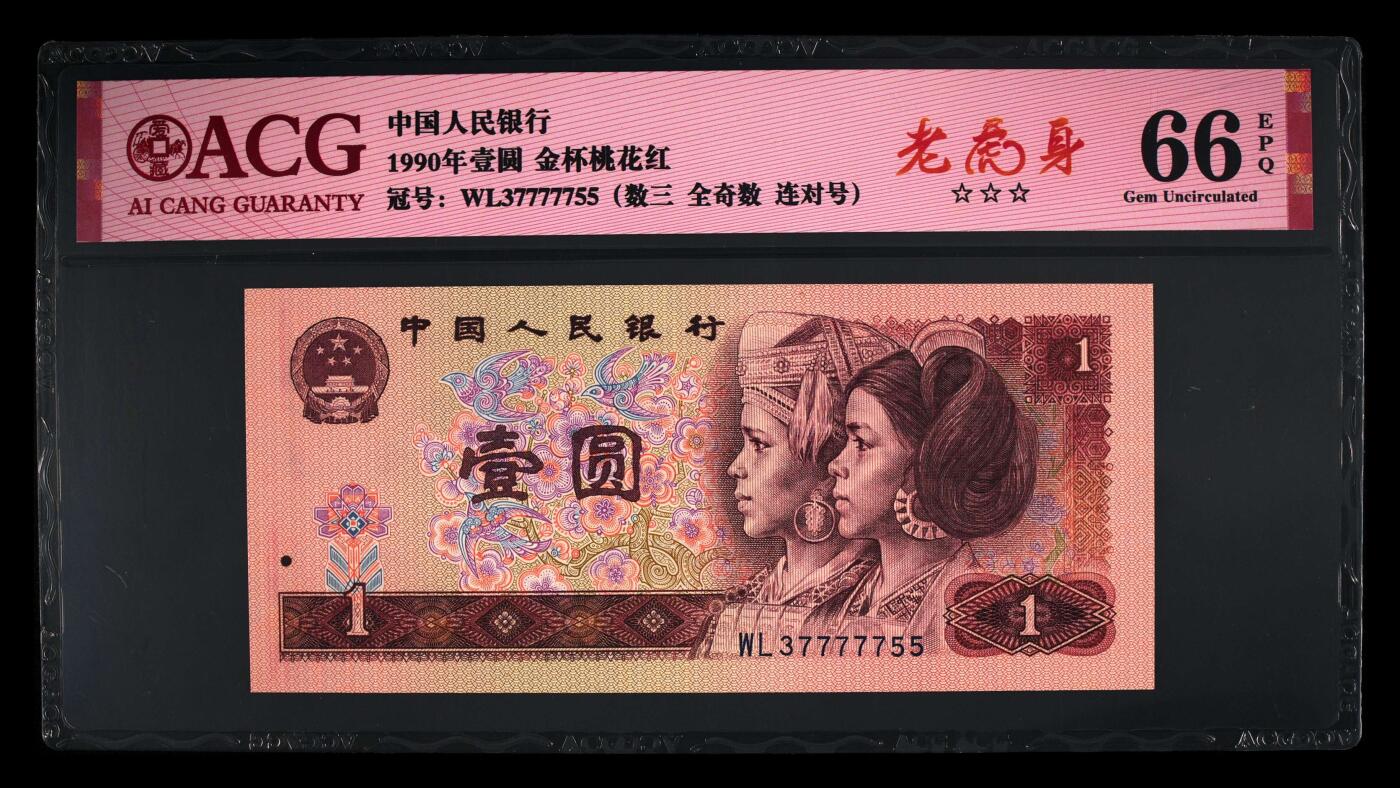 ACG
AI CANG GUARANTY
中国人民银行
1990年壹圆 金杯桃花红
冠号：WL37777755（数三 全奇数 连对号）
老虎身
☆☆☆
66
EPQ
Gem Uncirculated
中国人民银行
壹圆
1
1
1
WL37777755